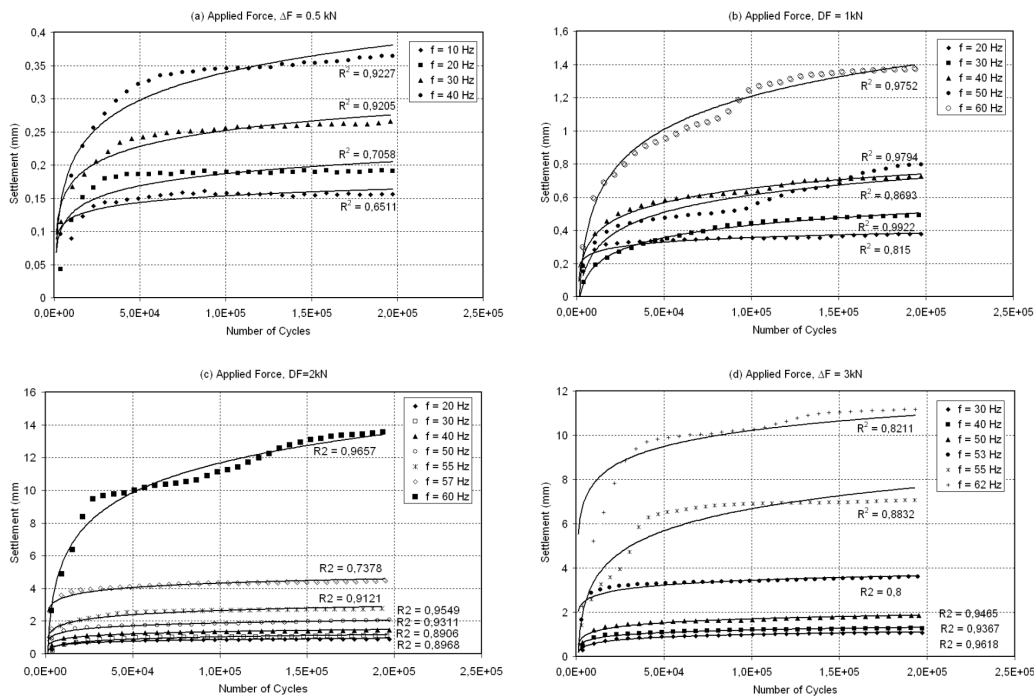 (a) Applied Force, ΔF = 0.5 kN
0,4
0,35
0,3
0,25
0,2
0,15
0,1
0,05
0
Settlement (mm)
0,0E+00 5,0E+04 1,0E+05 1,5E+05 2,0E+05 2,5E+05
Number of Cycles
f = 10 Hz
f = 20 Hz
f = 30 Hz
f = 40 Hz
R² = 0,9227
R² = 0,9205
R² = 0,7058
R² = 0,6511
(b) Applied Force, DF = 1kN
1,6
1,4
1,2
1
0,8
0,6
0,4
0,2
0
Settlement (mm)
0,0E+00 5,0E+04 1,0E+05 1,5E+05 2,0E+05 2,5E+05
Number of Cycles
f = 20 Hz
f = 30 Hz
f = 40 Hz
f = 50 Hz
f = 60 Hz
R² = 0,9752
R² = 0,9794
R² = 0,8693
R² = 0,9922
R² = 0,815
(c) Applied Force, DF=2kN
16
14
12
10
8
6
4
2
0
Settlement (mm)
0,0E+00 5,0E+04 1,0E+05 1,5E+05 2,0E+05 2,5E+05
Number of Cycles
f = 20 Hz
f = 30 Hz
f = 40 Hz
f = 50 Hz
f = 55 Hz
f = 57 Hz
f = 60 Hz
R2 = 0,9657
R2 = 0,7378
R2 = 0,9121
R2 = 0,9549
R2 = 0,9311
R2 = 0,8906
R2 = 0,8968
(d) Applied Force, ΔF = 3kN
12
10
8
6
4
2
0
Settlement (mm)
0,0E+00 5,0E+04 1,0E+05 1,5E+05 2,0E+05 2,5E+05
Number of Cycles
f = 30 Hz
f = 40 Hz
f = 50 Hz
f = 53 Hz
f = 55 Hz
f = 62 Hz
R² = 0,8211
R² = 0,8832
R2 = 0,8
R2 = 0,9465
R2 = 0,9367
R2 = 0,9618